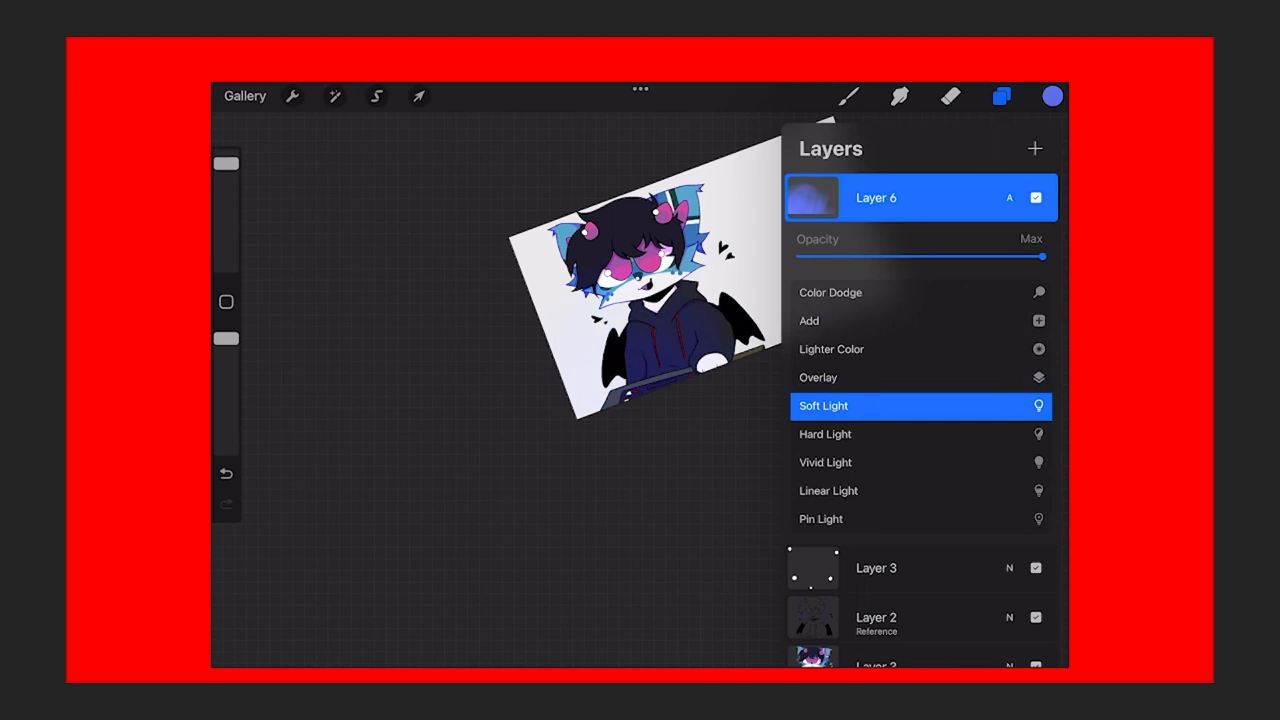 Gallery
Layers
Layer 6 A
Opacity Max
Color Dodge
Add
Lighter Color
Overlay
Soft Light
Hard Light
Vivid Light
Linear Light
Pin Light
Layer 3 N
Layer 2 N
Reference